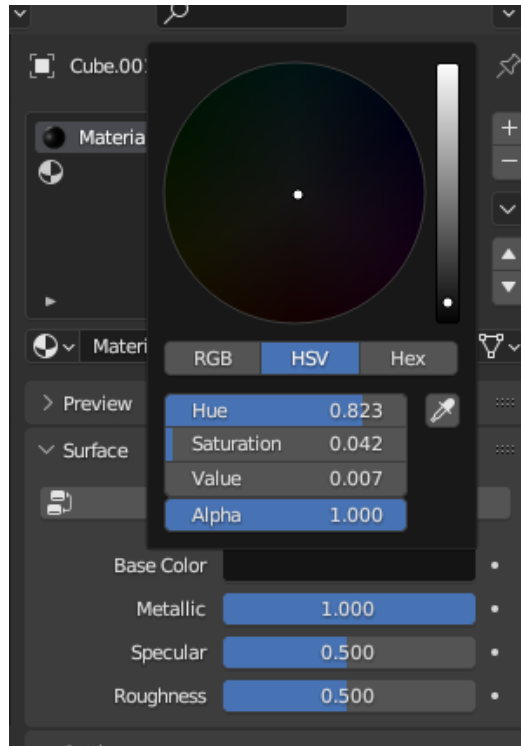 Cube.001
Materia
Materi
RGB HSV Hex
Preview
Hue 0.823
Surface
Saturation 0.042
Value 0.007
Alpha 1.000
Base Color
Metallic 1.000
Specular 0.500
Roughness 0.500